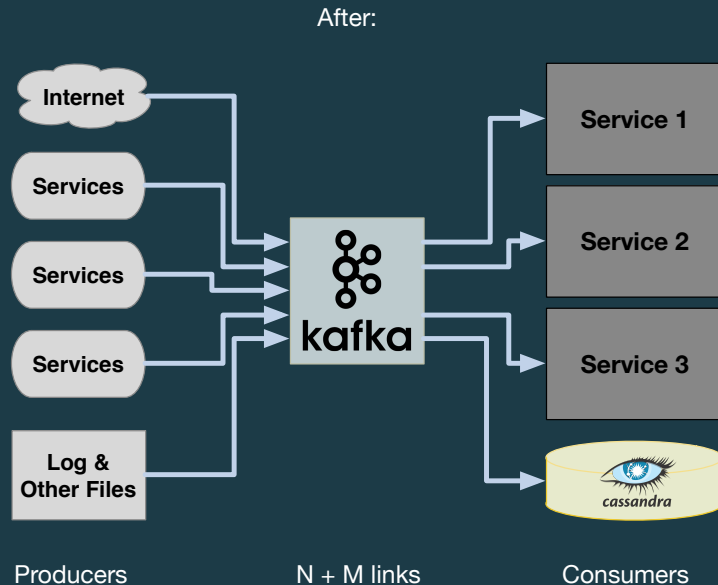 After:
Internet
Services
Services
Services
Log &
Other Files
kafka
Service 1
Service 2
Service 3
cassandra
Producers
N + M links
Consumers